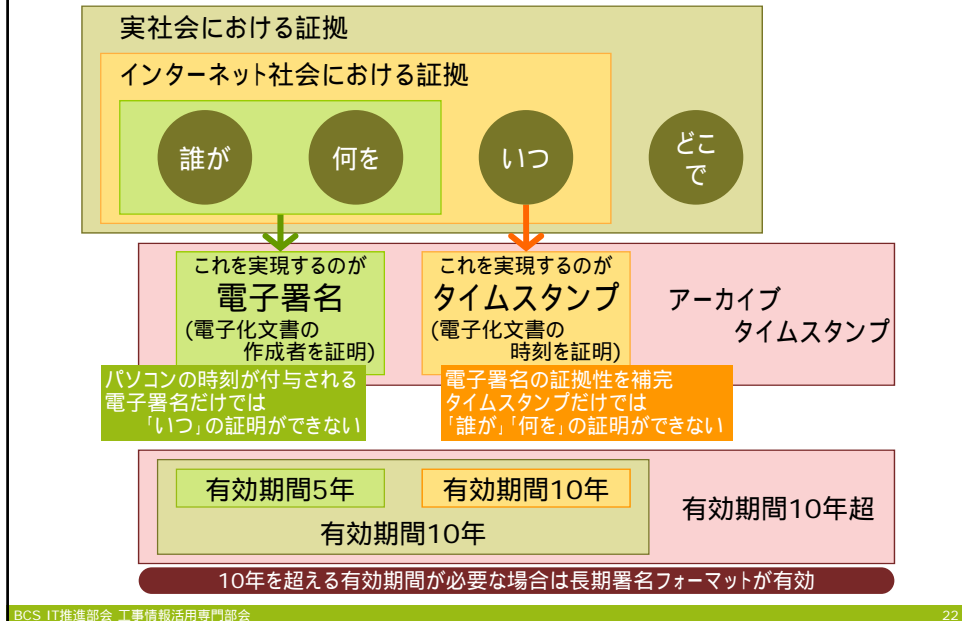 実社会における証拠
インターネット社会における証拠
誰が
何を
いつ
どこ
で
これを実現するのが
電子署名
(電子化文書の
作成者を証明)
これを実現するのが
タイムスタンプ
(電子化文書の
時刻を証明)
アーカイブ
タイムスタンプ
パソコンの時刻が付与される
電子署名だけでは
「いつ」の証明ができない
電子署名の証拠性を補完
タイムスタンプだけでは
「誰が」「何を」の証明ができない
有効期間5年
有効期間10年
有効期間10年
有効期間10年超
10年を超える有効期間が必要な場合は長期署名フォーマットが有効
BCS IT推進部会 工事情報活用専門部会
22